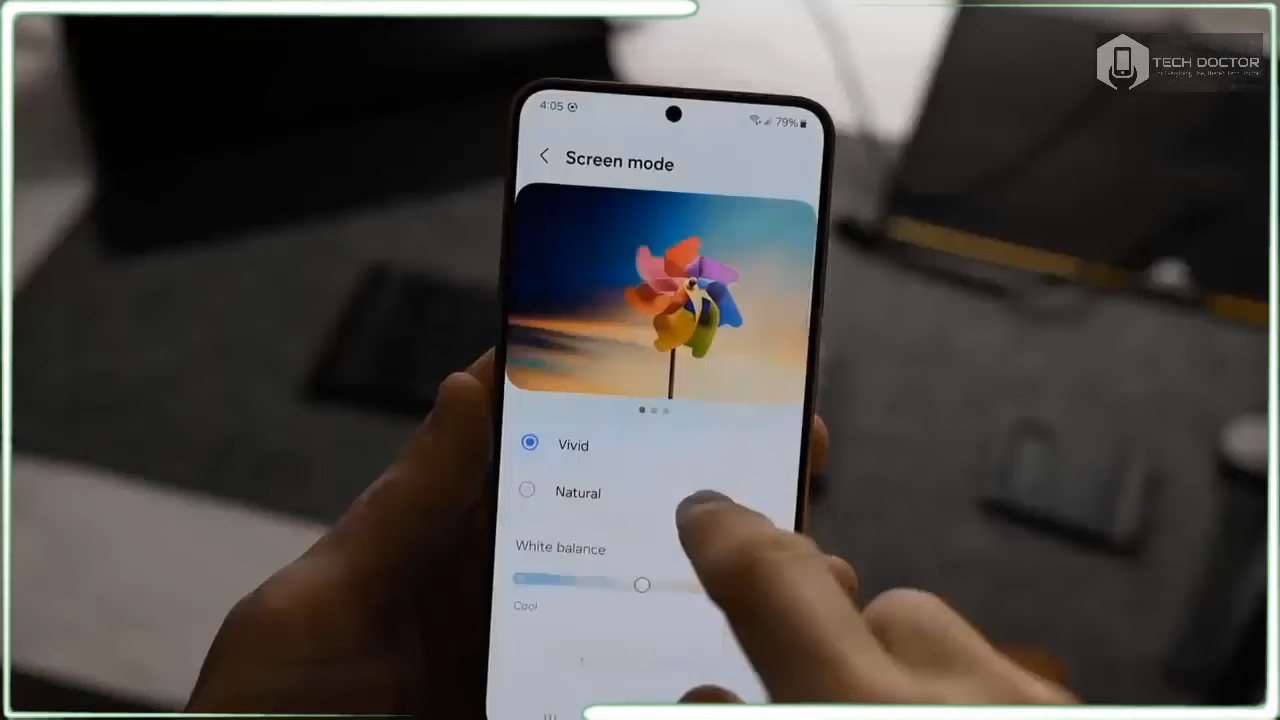 TECH DOCTOR
4:05
79%
Screen mode
Vivid
Natural
White balance
Cool